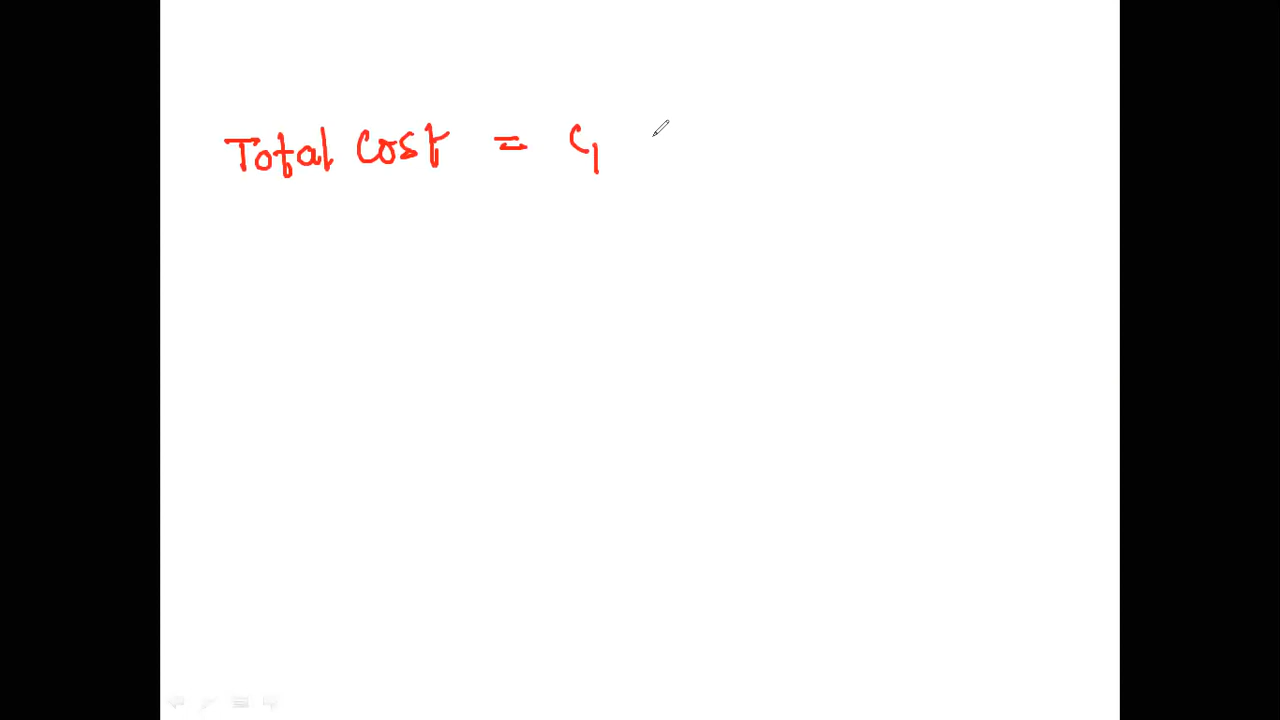 Total cost = C₁